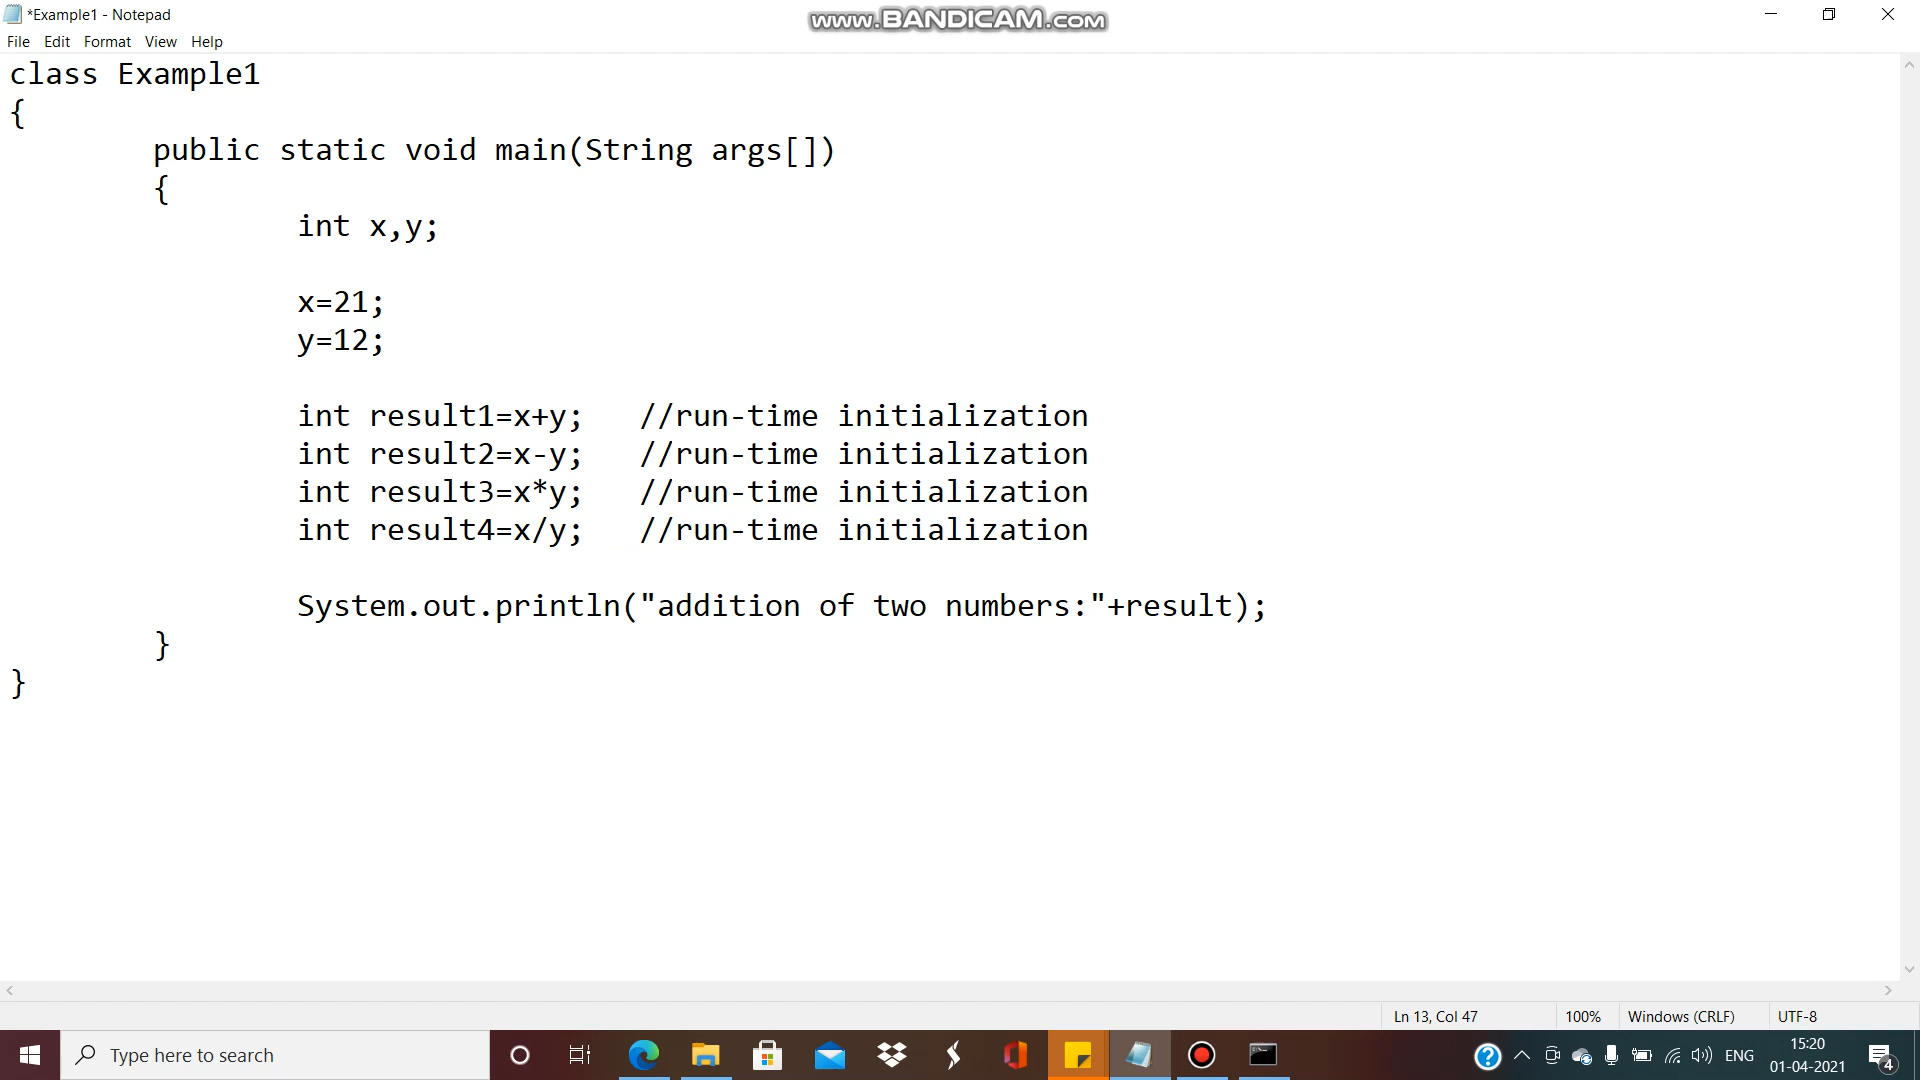 *Example1 - Notepad
www.BANDICAM.com
File Edit Format View Help
class Example1
{
public static void main(String args[])
{
int x,y;
x=21;
y=12;
int result1=x+y; //run-time initialization
int result2=x-y; //run-time initialization
int result3=x*y; //run-time initialization
int result4=x/y; //run-time initialization
System.out.println("addition of two numbers:"+result);
}
}
Ln 13, Col 47 100% Windows (CRLF) UTF-8
Type here to search
ENG
15:20
01-04-2021
4